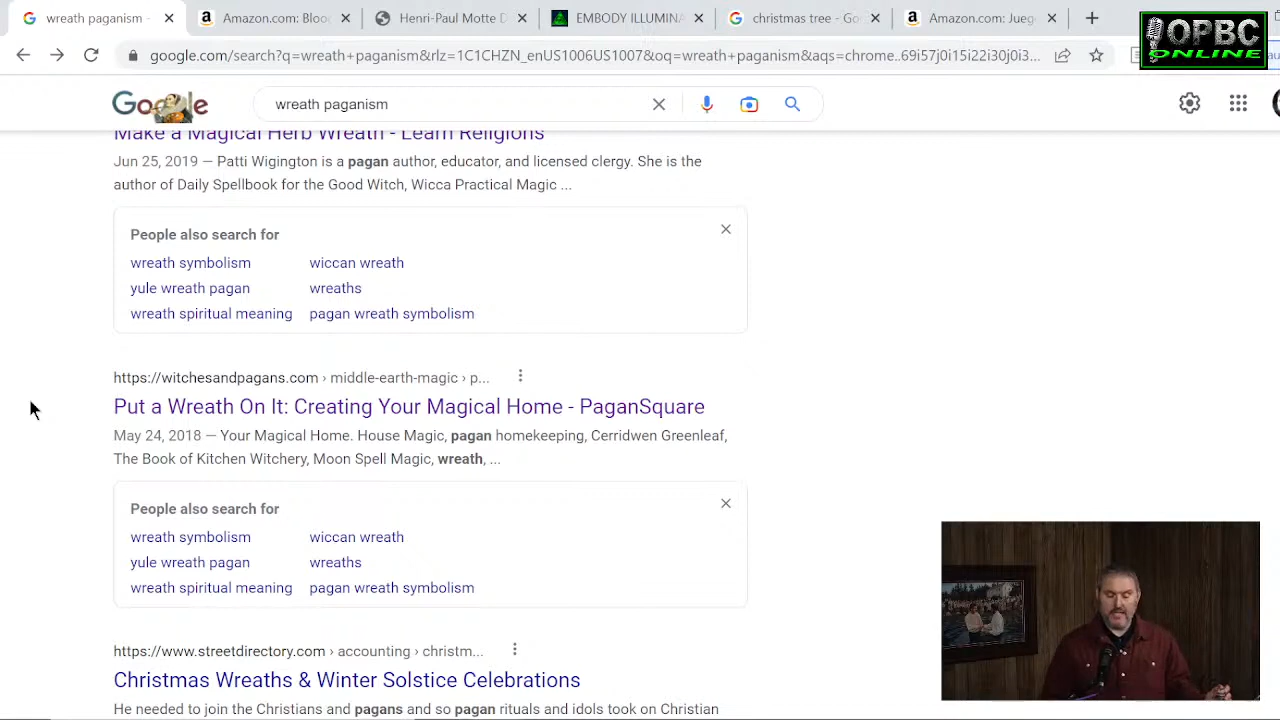 wreath paganism -
Amazon.com: Bloo
Henri-Paul Motte
EMBODY ILLUMINA
christmas tree - Go
Amazon.com: Jueg
OPBC
ONLINE
google.com/search?q=wreath+paganism&r
006US1007&oq=wreath+paganism&aqs=chrome..69i57j0i22i30j0i3...
Google
wreath paganism
Make a Magical Herb Wreath - Learn Religions
Jun 25, 2019 — Patti Wigington is a pagan author, educator, and licensed clergy. She is the
author of Daily Spellbook for the Good Witch, Wicca Practical Magic ...
People also search for
wreath symbolism
wiccan wreath
yule wreath pagan
wreaths
wreath spiritual meaning
pagan wreath symbolism
https://witchesandpagans.com › middle-earth-magic › p...
Put a Wreath On It: Creating Your Magical Home - PaganSquare
May 24, 2018 — Your Magical Home. House Magic, pagan homekeeping, Cerridwen Greenleaf,
The Book of Kitchen Witchery, Moon Spell Magic, wreath, ...
People also search for
wreath symbolism
wiccan wreath
yule wreath pagan
wreaths
wreath spiritual meaning
pagan wreath symbolism
https://www.streetdirectory.com › accounting › christm...
Christmas Wreaths & Winter Solstice Celebrations
He needed to join the Christians and pagans and so pagan rituals and idols took on Christian